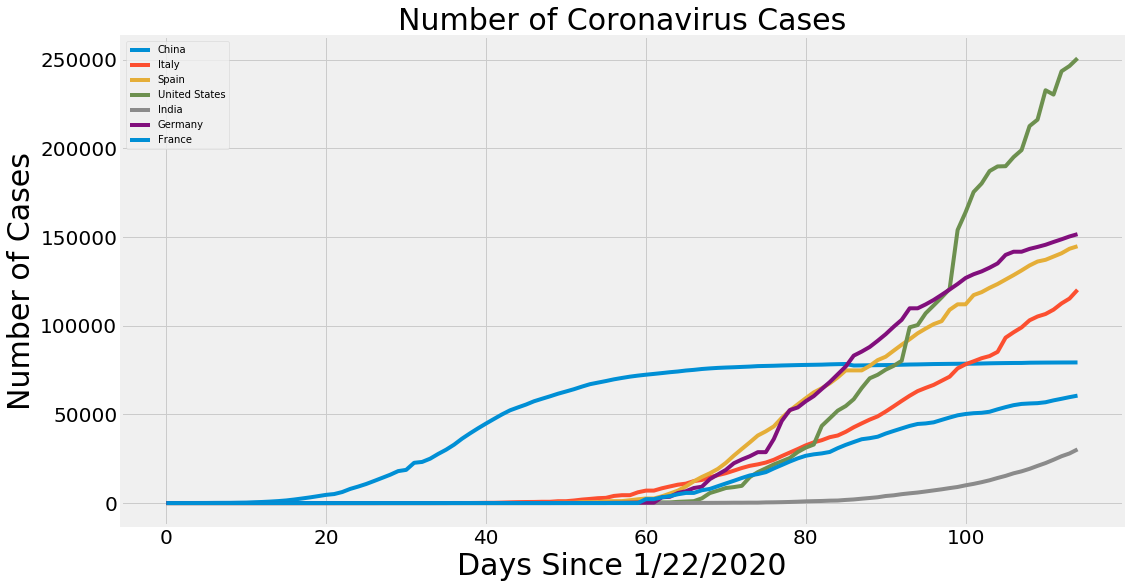 Number of Coronavirus Cases
China
Italy
Spain
United States
India
Germany
France
Number of Cases
250000
200000
150000
100000
50000
0
0 20 40 60 80 100
Days Since 1/22/2020